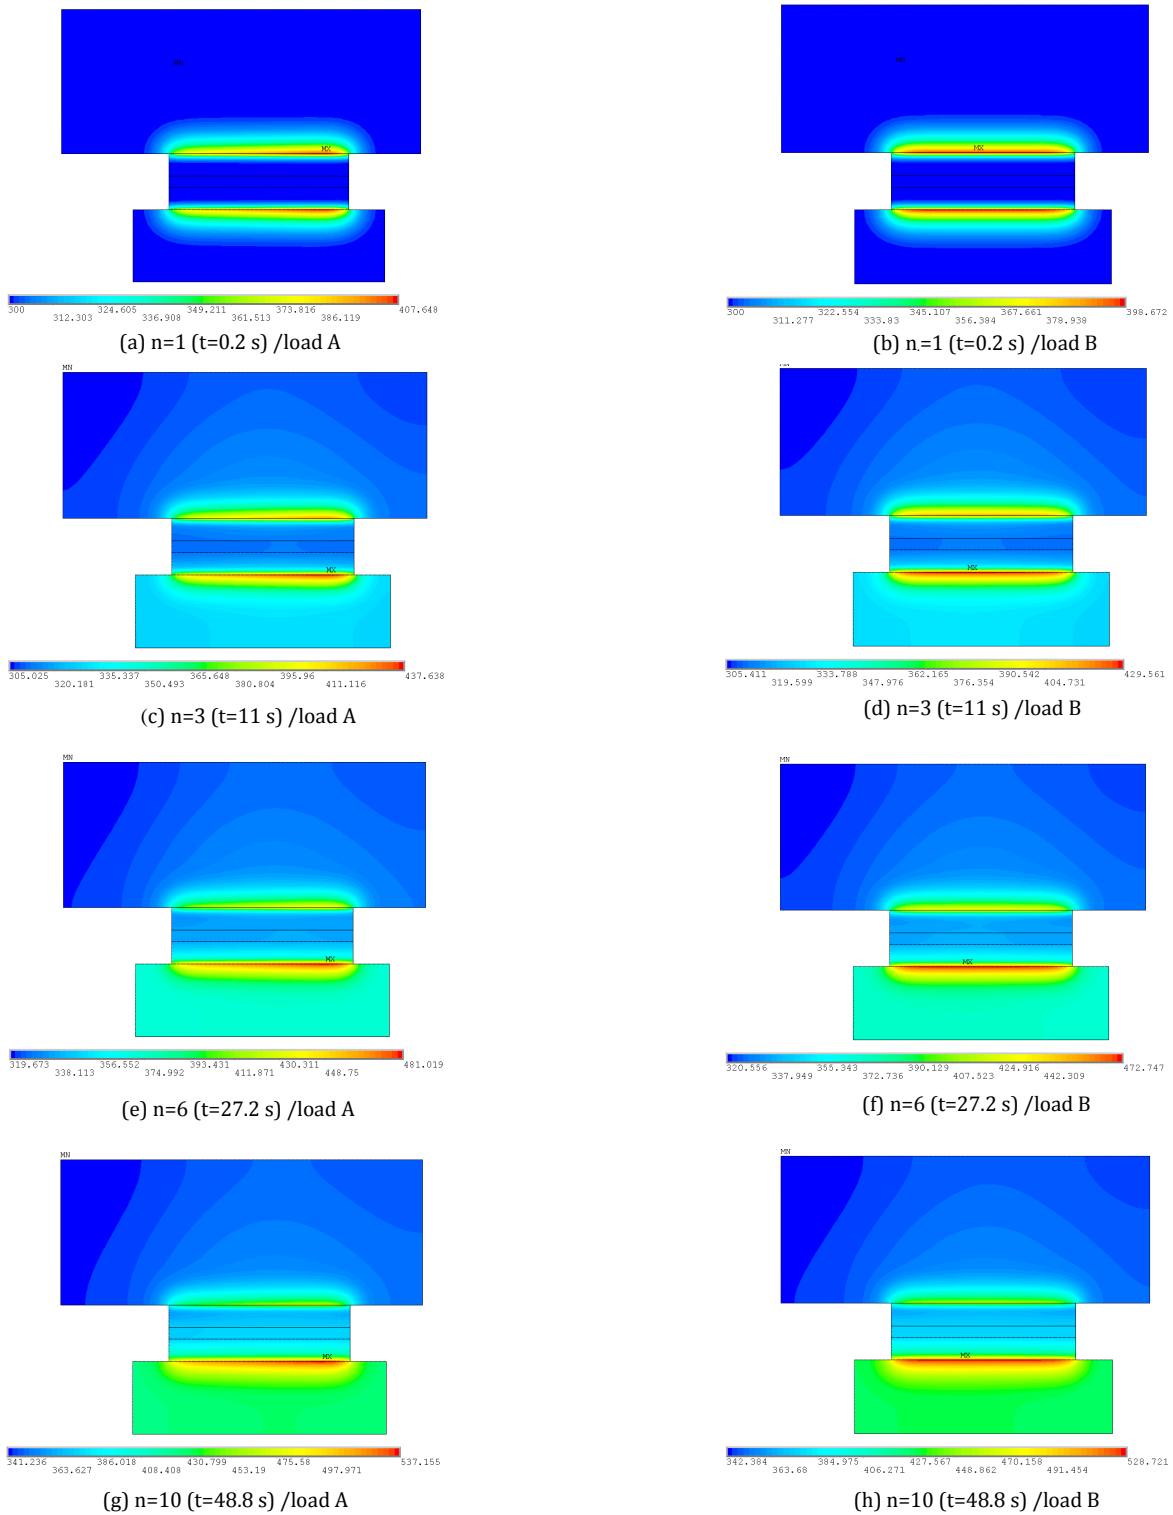 MN
MX
300 324.605 349.211 373.816 407.648
312.303 336.908 361.513 386.119
(a) n=1 (t=0.2 s) /load A
MN
MX
300 322.554 345.107 367.661 398.672
311.277 333.83 356.384 378.938
(b) n.=1 (t=0.2 s) /load B
MN
MX
305.025 335.337 365.648 395.96 437.638
320.181 350.493 380.804 411.116
(c) n=3 (t=11 s) /load A
MX
305.411 333.788 362.165 390.542 429.561
319.599 347.976 376.354 404.731
(d) n=3 (t=11 s) /load B
MN
MX
319.673 356.552 393.431 430.311 481.019
338.113 374.992 411.871 448.75
(e) n=6 (t=27.2 s) /load A
MN
MX
320.556 355.343 390.129 424.916 472.747
337.949 372.736 407.523 442.309
(f) n=6 (t=27.2 s) /load B
MN
MX
341.236 386.018 430.799 475.58 537.155
363.627 408.408 453.19 497.971
(g) n=10 (t=48.8 s) /load A
MN
MX
342.384 384.975 427.567 470.158 528.721
363.68 406.271 448.862 491.454
(h) n=10 (t=48.8 s) /load B